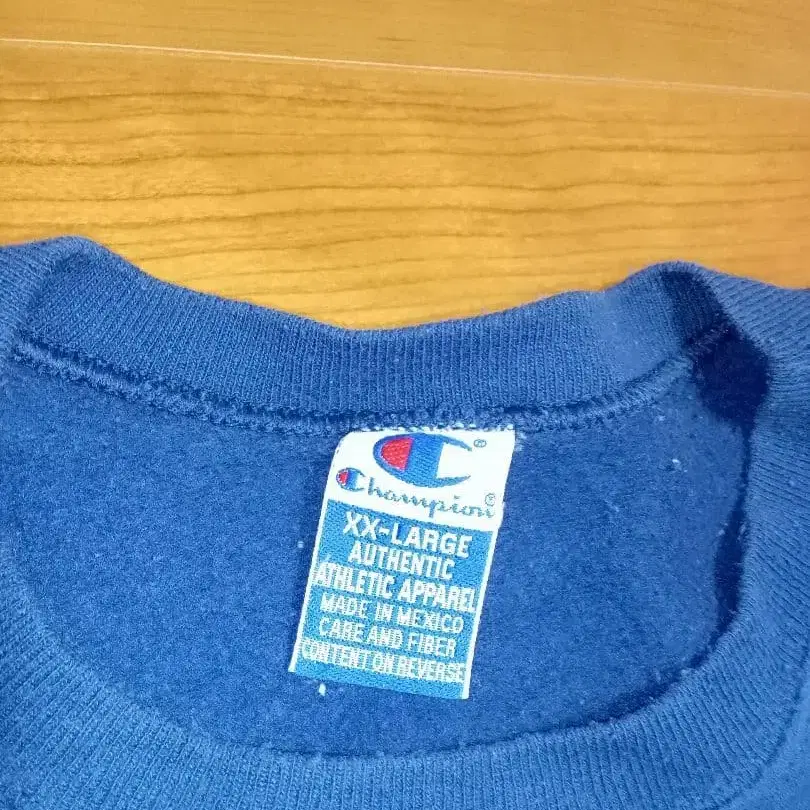 ®
Champion®
XX-LARGE
AUTHENTIC
ATHLETIC APPAREL
MADE IN MEXICO
CARE AND FIBER
CONTENT ON REVERSE